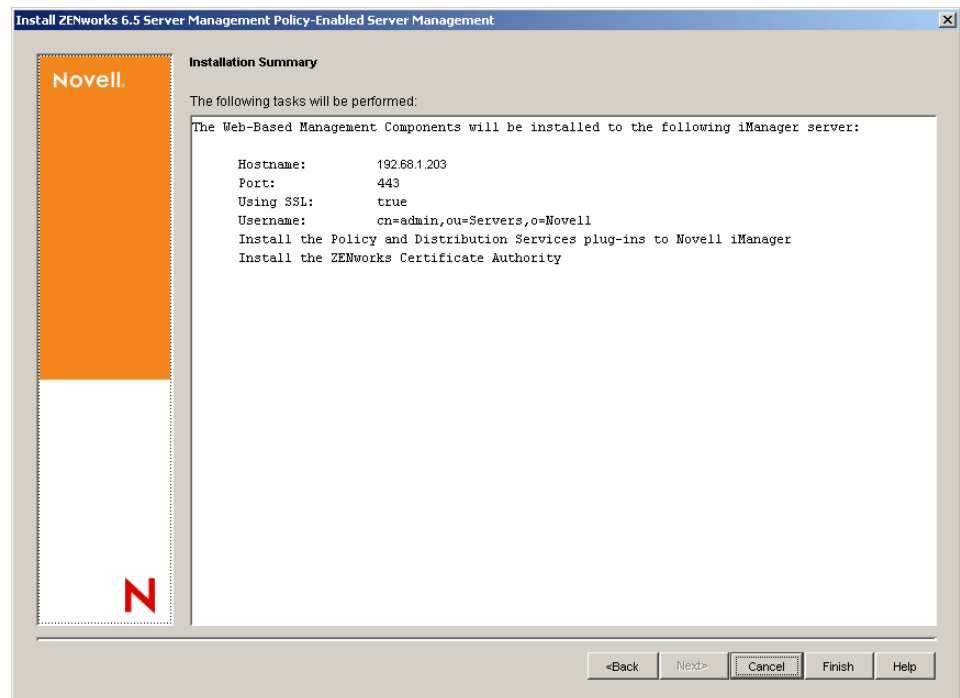 Install ZENworks 6.5 Server Management Policy-Enabled Server Management
Novell.
Installation Summary
The following tasks will be performed:
The Web-Based Management Components will be installed to the following iManager server:
Hostname: 192.68.1.203
Port: 443
Using SSL: true
Username: cn=admin,ou=Servers,o=Novell
Install the Policy and Distribution Services plug-ins to Novell iManager
Install the ZENworks Certificate Authority
N
<Back Next> Cancel Finish Help